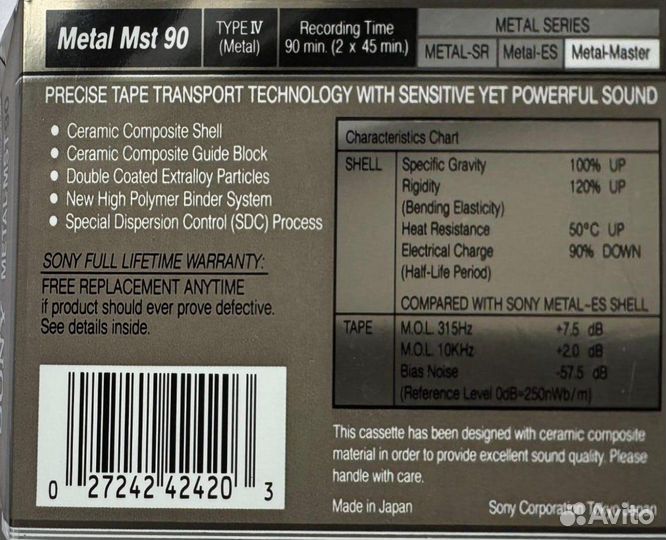 Metal Mst 90
TYPE IV
(Metal)
Recording Time
90 min. (2 x 45 min.)
METAL SERIES
METAL-SR
Metal-ES
Metal-Master
PRECISE TAPE TRANSPORT TECHNOLOGY WITH SENSITIVE YET POWERFUL SOUND
• Ceramic Composite Shell
• Ceramic Composite Guide Block
• Double Coated Extralloy Particles
• New High Polymer Binder System
• Special Dispersion Control (SDC) Process
SONY FULL LIFETIME WARRANTY:
FREE REPLACEMENT ANYTIME
if product should ever prove defective.
See details inside.
Characteristics Chart
SHELL Specific Gravity 100% UP
Rigidity 120% UP
(Bending Elasticity)
Heat Resistance 50°C UP
Electrical Charge 90% DOWN
(Half-Life Period)
COMPARED WITH SONY METAL-ES SHELL
TAPE M.O.L. 315Hz +7.5 dB
M.O.L. 10KHz +2.0 dB
Bias Noise -57.5 dB
(Reference Level 0dB=250nWb/m)
0 27242 42420 3
This cassette has been designed with ceramic composite
material in order to provide excellent sound quality. Please
handle with care.
Made in Japan Sony Corporation Tokyo Japan
SONY METAL MST 90
Avito